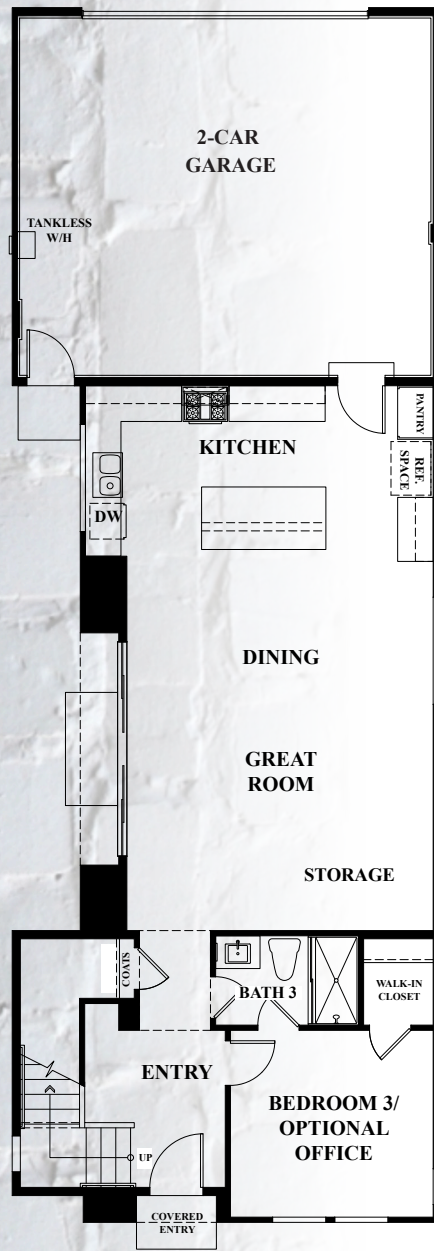 2-CAR
GARAGE
TANKLESS
W/H
PANTRY
KITCHEN
REF.
SPACE
DW
DINING
GREAT
ROOM
STORAGE
COATS
BATH 3
WALK-IN
CLOSET
ENTRY
BEDROOM 3/
OPTIONAL
OFFICE
UP
COVERED
ENTRY